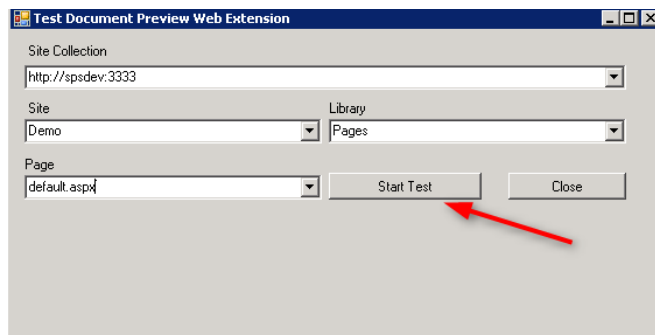 Test Document Preview Web Extension
Site Collection
http://spsdev:3333
Site Library
Demo Pages
Page
default.aspx Start Test Close